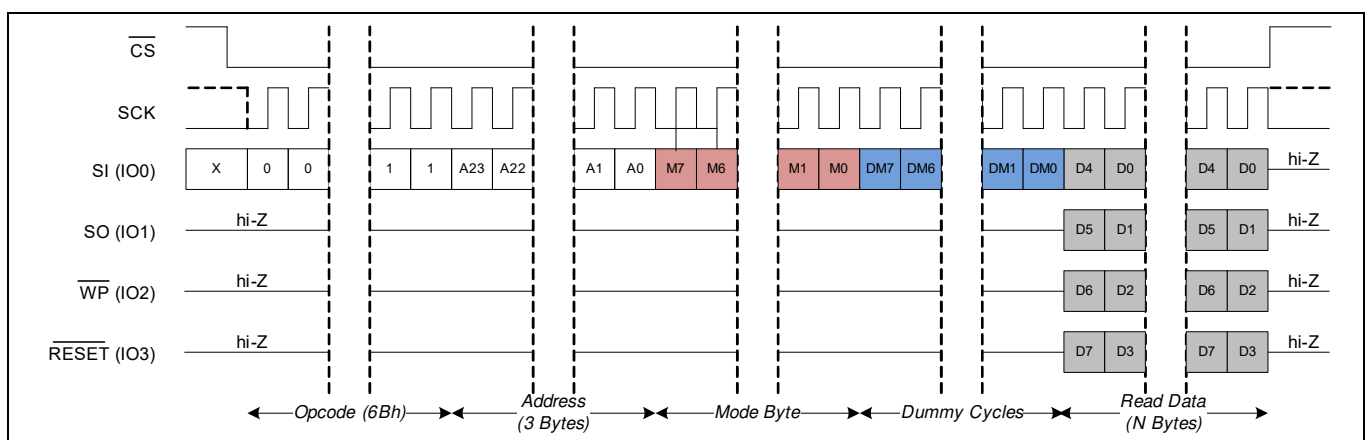 CS
SCK
SI (IO0) X 0 0 1 1 A23 A22 A1 A0 M7 M6 M1 M0 DM7 DM6 DM1 DM0 D4 D0 D4 D0 hi-Z
SO (IO1) hi-Z D5 D1 D5 D1 hi-Z
WP (IO2) hi-Z D6 D2 D6 D2 hi-Z
RESET (IO3) hi-Z D7 D3 D7 D3 hi-Z
Opcode (6Bh) Address (3 Bytes) Mode Byte Dummy Cycles Read Data (N Bytes)